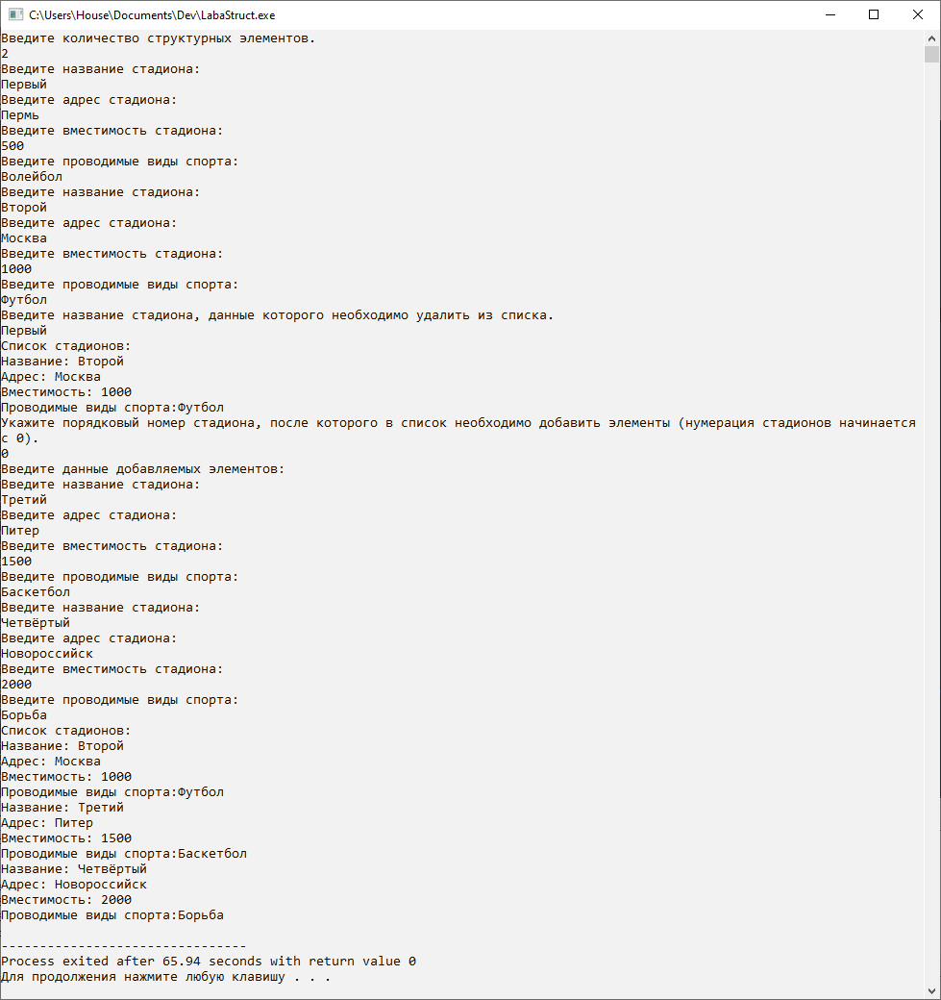 C:\Users\House\Documents\Dev\LabaStruct.exe
Введите количество структурных элементов.
2
Введите название стадиона:
Первый
Введите адрес стадиона:
Пермь
Введите вместимость стадиона:
500
Введите проводимые виды спорта:
Волейбол
Введите название стадиона:
Второй
Введите адрес стадиона:
Москва
Введите вместимость стадиона:
1000
Введите проводимые виды спорта:
Футбол
Введите название стадиона, данные которого необходимо удалить из списка.
Первый
Список стадионов:
Название: Второй
Адрес: Москва
Вместимость: 1000
Проводимые виды спорта:Футбол
Укажите порядковый номер стадиона, после которого в список необходимо добавить элементы (нумерация стадионов начинается
с 0).
0
Введите данные добавляемых элементов:
Введите название стадиона:
Третий
Введите адрес стадиона:
Питер
Введите вместимость стадиона:
1500
Введите проводимые виды спорта:
Баскетбол
Введите название стадиона:
Четвёртый
Введите адрес стадиона:
Новороссийск
Введите вместимость стадиона:
2000
Введите проводимые виды спорта:
Борьба
Список стадионов:
Название: Второй
Адрес: Москва
Вместимость: 1000
Проводимые виды спорта:Футбол
Название: Третий
Адрес: Питер
Вместимость: 1500
Проводимые виды спорта:Баскетбол
Название: Четвёртый
Адрес: Новороссийск
Вместимость: 2000
Проводимые виды спорта:Борьба
--------------------------------
Process exited after 65.94 seconds with return value 0
Для продолжения нажмите любую клавишу . . .